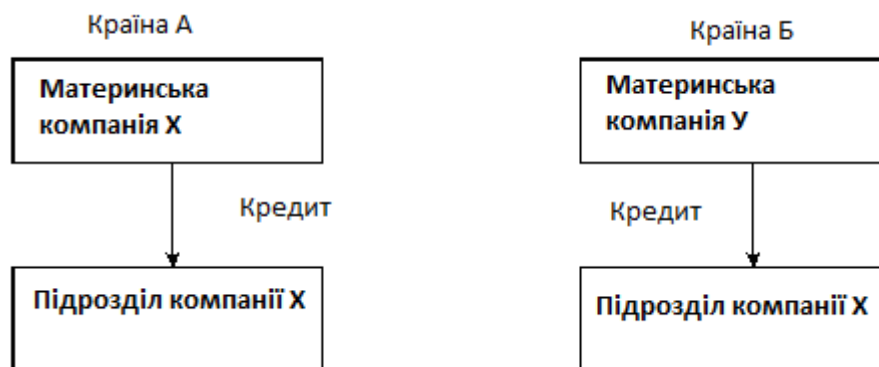 Країна А
Країна Б
Материнська
компанія Х
Материнська
компанія У
Кредит
Кредит
Підрозділ компанії Х
Підрозділ компанії Х